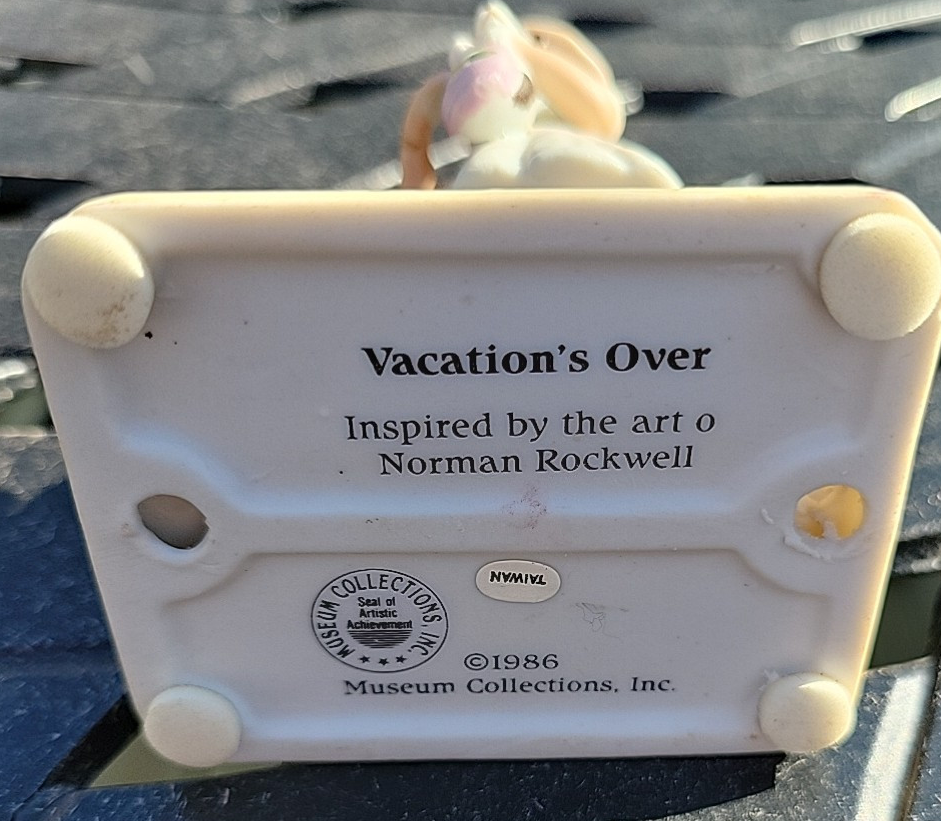 Vacation's Over
Inspired by the art o
Norman Rockwell
TAIWAN
MUSEUM COLLECTIONS, INC.
Seal of
Artistic
Achievement
©1986
Museum Collections, Inc.